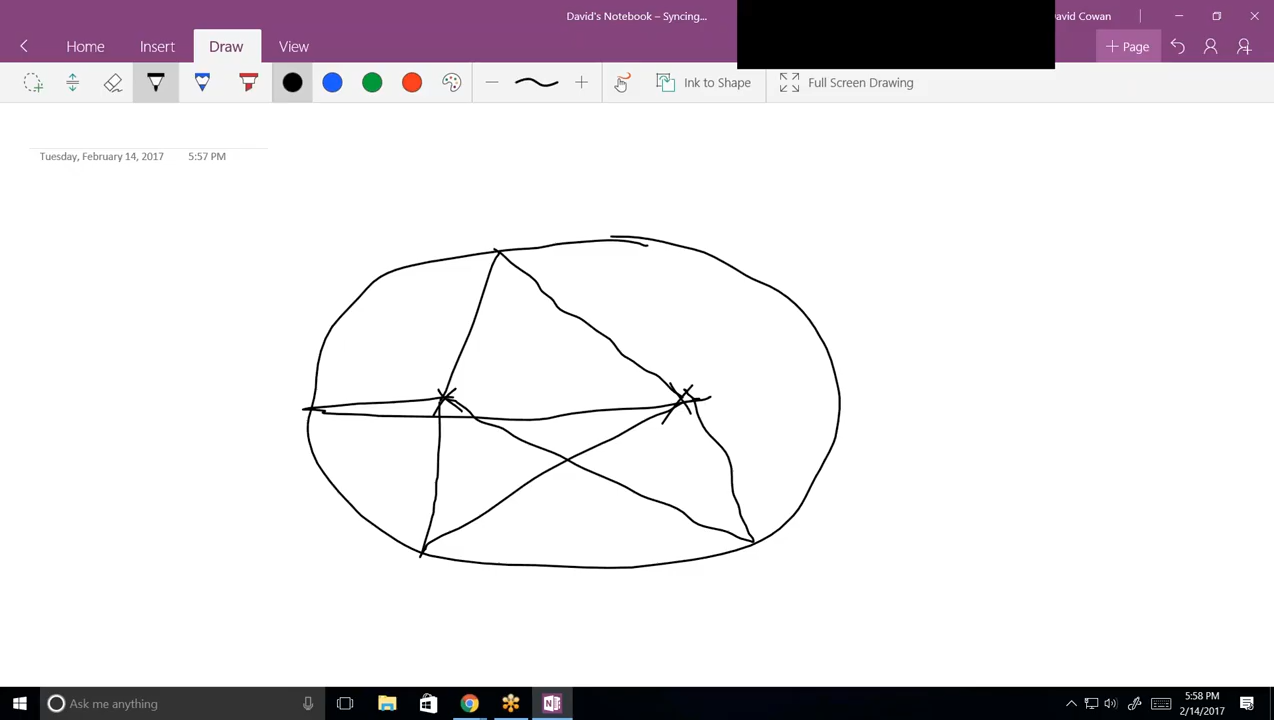 David's Notebook – Syncing...
avid Cowan
Home
Insert
Draw
View
Page
Ink to Shape
Full Screen Drawing
Tuesday, February 14, 2017
5:57 PM
Ask me anything
5:58 PM
2/14/2017